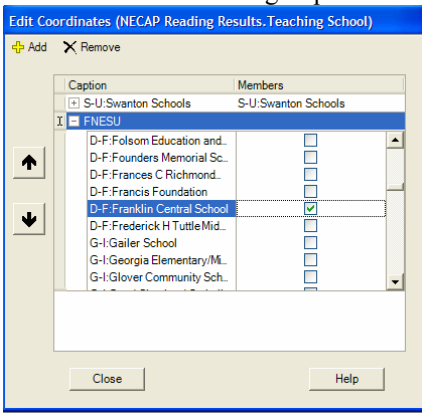 Edit Coordinates (NECAP Reading Results.Teaching School)
Add Remove
Caption Members
S-U:Swanton Schools S-U:Swanton Schools
FNESU
D-F:Folsom Education and..
D-F:Founders Memorial Sc..
D-F:Frances C Richmond..
D-F:Francis Foundation
D-F:Franklin Central School
D-F:Frederick H Tuttle Mid..
G-I:Gailer School
G-I:Georgia Elementary/Mi..
G-I:Glover Community Sch..
Close Help